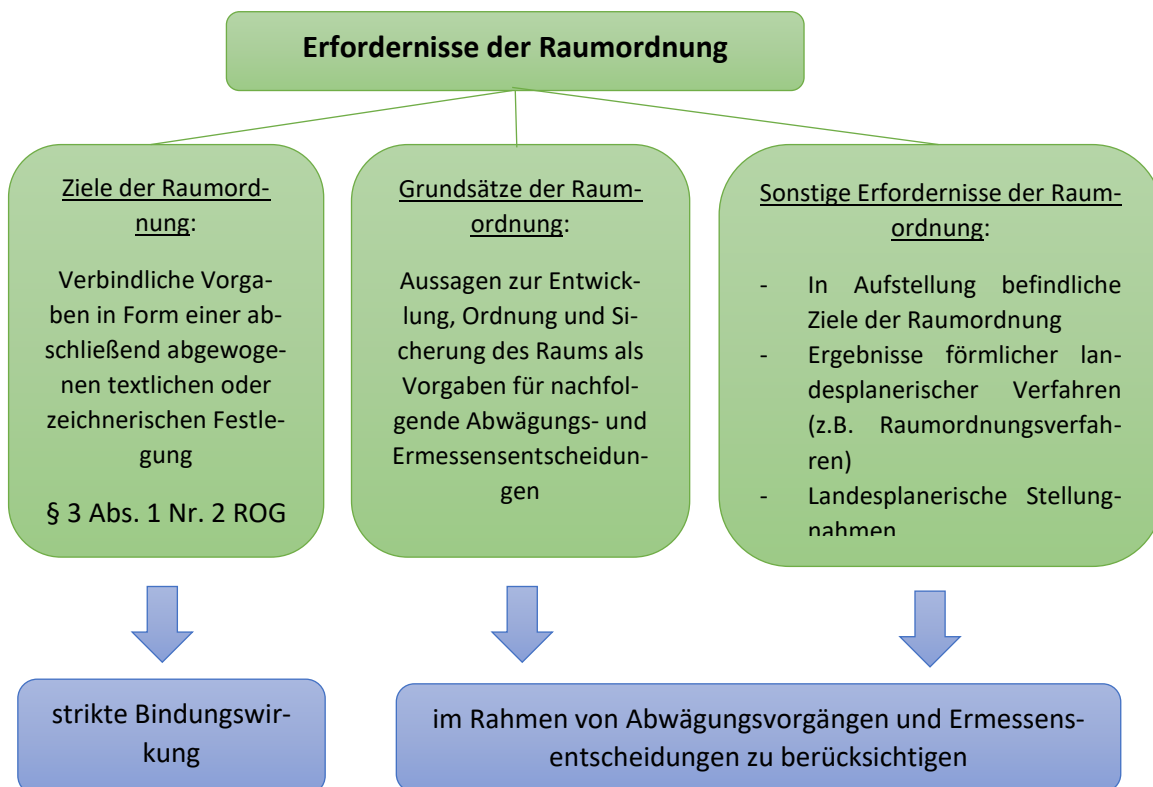 Erfordernisse der Raumordnung
Ziele der Raumord-
nung:
Verbindliche Vorga-
ben in Form einer ab-
schließend abgewoge-
nen textlichen oder
zeichnerischen Festle-
gung
§ 3 Abs. 1 Nr. 2 ROG
Grundsätze der Raum-
ordnung:
Aussagen zur Entwick-
lung, Ordnung und Si-
cherung des Raums als
Vorgaben für nachfol-
gende Abwägungs- und
Ermessensentscheidun-
gen
Sonstige Erfordernisse der Raum-
ordnung:
- In Aufstellung befindliche
Ziele der Raumordnung
- Ergebnisse förmlicher lan-
desplanerischer Verfahren
(z.B. Raumordnungsverfah-
ren)
- Landesplanerische Stellung-
nahmen
strikte Bindungswir-
kung
im Rahmen von Abwägungsvorgängen und Ermessens-
entscheidungen zu berücksichtigen